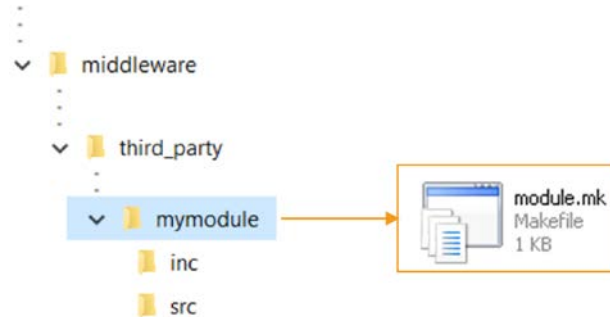 middleware
third_party
mymodule
module.mk
Makefile
1 KB
inc
src